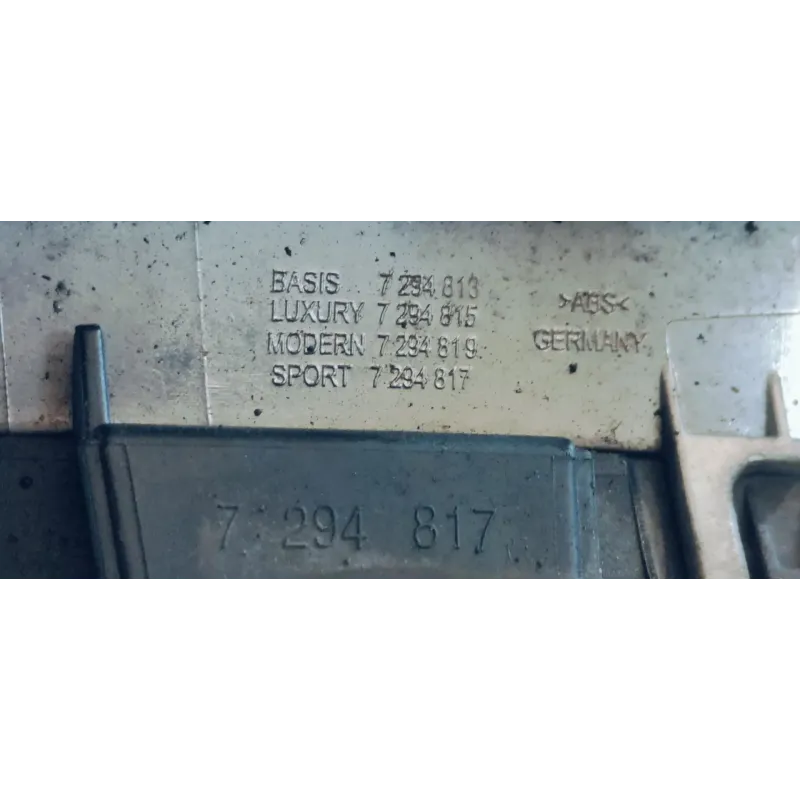 BASIS 7 294 813
LUXURY 7 294 815
MODERN 7 294 819
SPORT 7 294 817
>ABS<
GERMANY
7 294 817